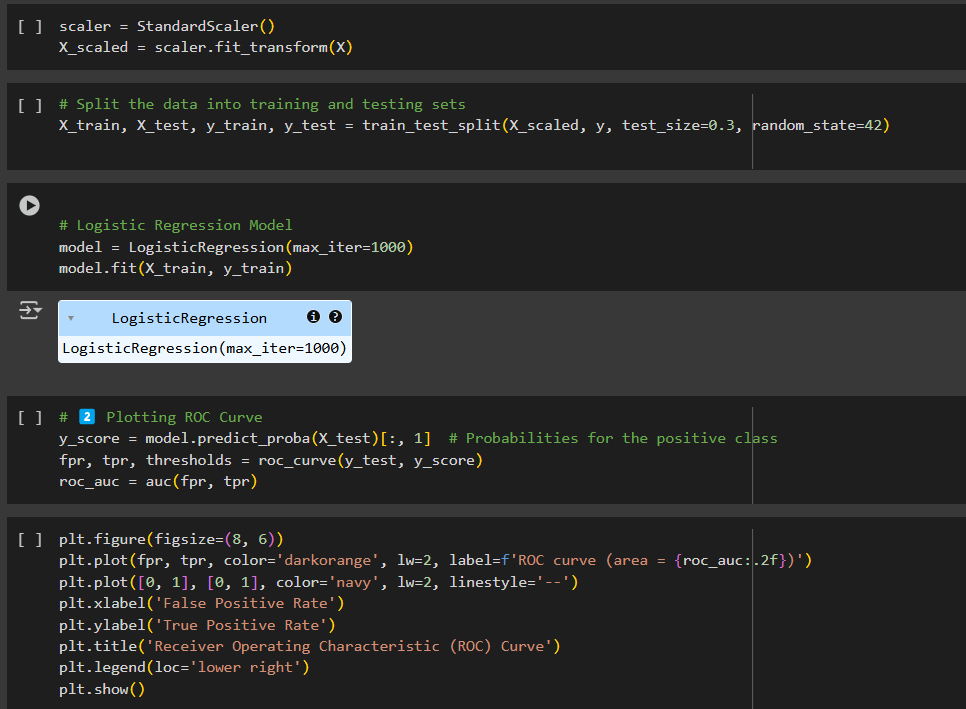 [ ] scaler = StandardScaler()
X_scaled = scaler.fit_transform(X)
[ ] # Split the data into training and testing sets
X_train, X_test, y_train, y_test = train_test_split(X_scaled, y, test_size=0.3, random_state=42)
# Logistic Regression Model
model = LogisticRegression(max_iter=1000)
model.fit(X_train, y_train)
LogisticRegression i ?
LogisticRegression(max_iter=1000)
[ ] # 2️⃣ Plotting ROC Curve
y_score = model.predict_proba(X_test)[:, 1]  # Probabilities for the positive class
fpr, tpr, thresholds = roc_curve(y_test, y_score)
roc_auc = auc(fpr, tpr)
[ ] plt.figure(figsize=(8, 6))
plt.plot(fpr, tpr, color='darkorange', lw=2, label=f'ROC curve (area = {roc_auc:.2f})')
plt.plot([0, 1], [0, 1], color='navy', lw=2, linestyle='--')
plt.xlabel('False Positive Rate')
plt.ylabel('True Positive Rate')
plt.title('Receiver Operating Characteristic (ROC) Curve')
plt.legend(loc='lower right')
plt.show()